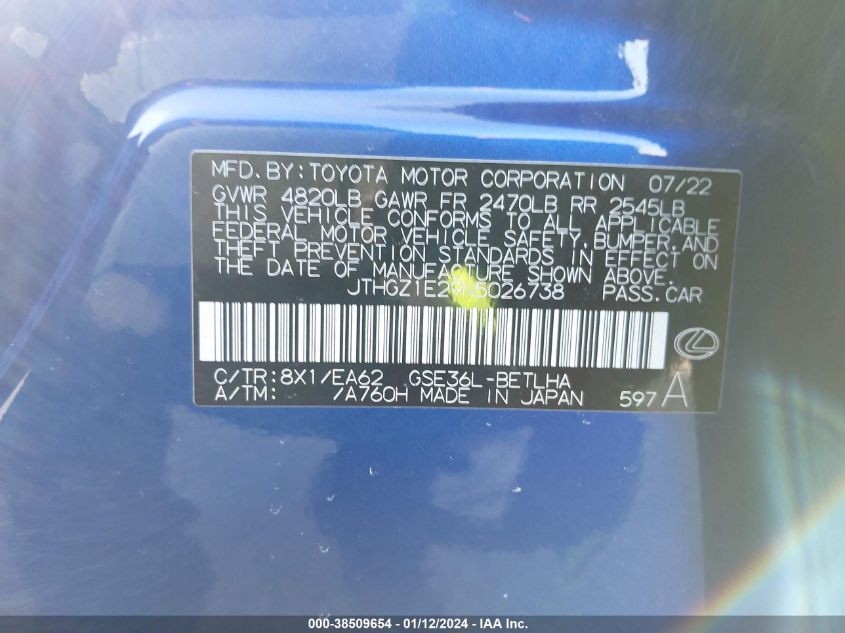 MFD.BY:TOYOTA MOTOR CORPORATION 07/22
GVWR 4820LB GAWR FR 2470LB RR 2545LB
THIS VEHICLE CONFORMS TO ALL APPLICABLE
FEDERAL MOTOR VEHICLE SAFETY,BUMPER,AND
THEFT PREVENTION STANDARDS IN EFFECT ON
THE DATE OF MANUFACTURE SHOWN ABOVE.
JTHGZ1E29N5026738 PASS.CAR
C/TR:8X1/EA62 GSE36L-BETLHA
A/TM: /A760H MADE IN JAPAN 597A
000-38509654 - 01/12/2024 - IAA Inc.